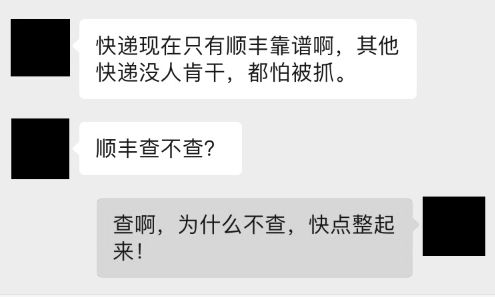 快递现在只有顺丰靠谱啊，其他
快递没人肯干，都怕被抓。
顺丰查不查？
查啊，为什么不查，快点整起
来！